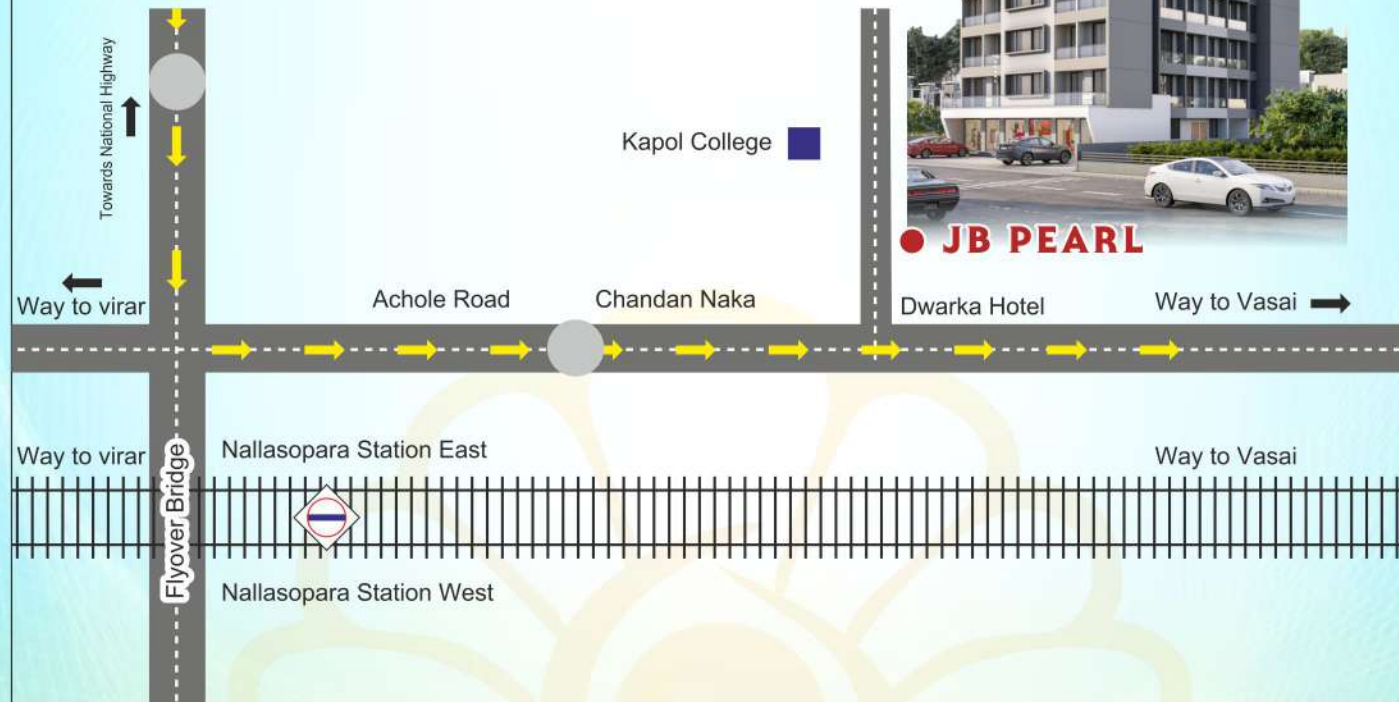 Towards National Highway
Kapol College
JB PEARL
Way to virar
Achole Road
Chandan Naka
Dwarka Hotel
Way to Vasai
Way to virar
Flyover Bridge
Nallasopara Station East
Way to Vasai
Nallasopara Station West